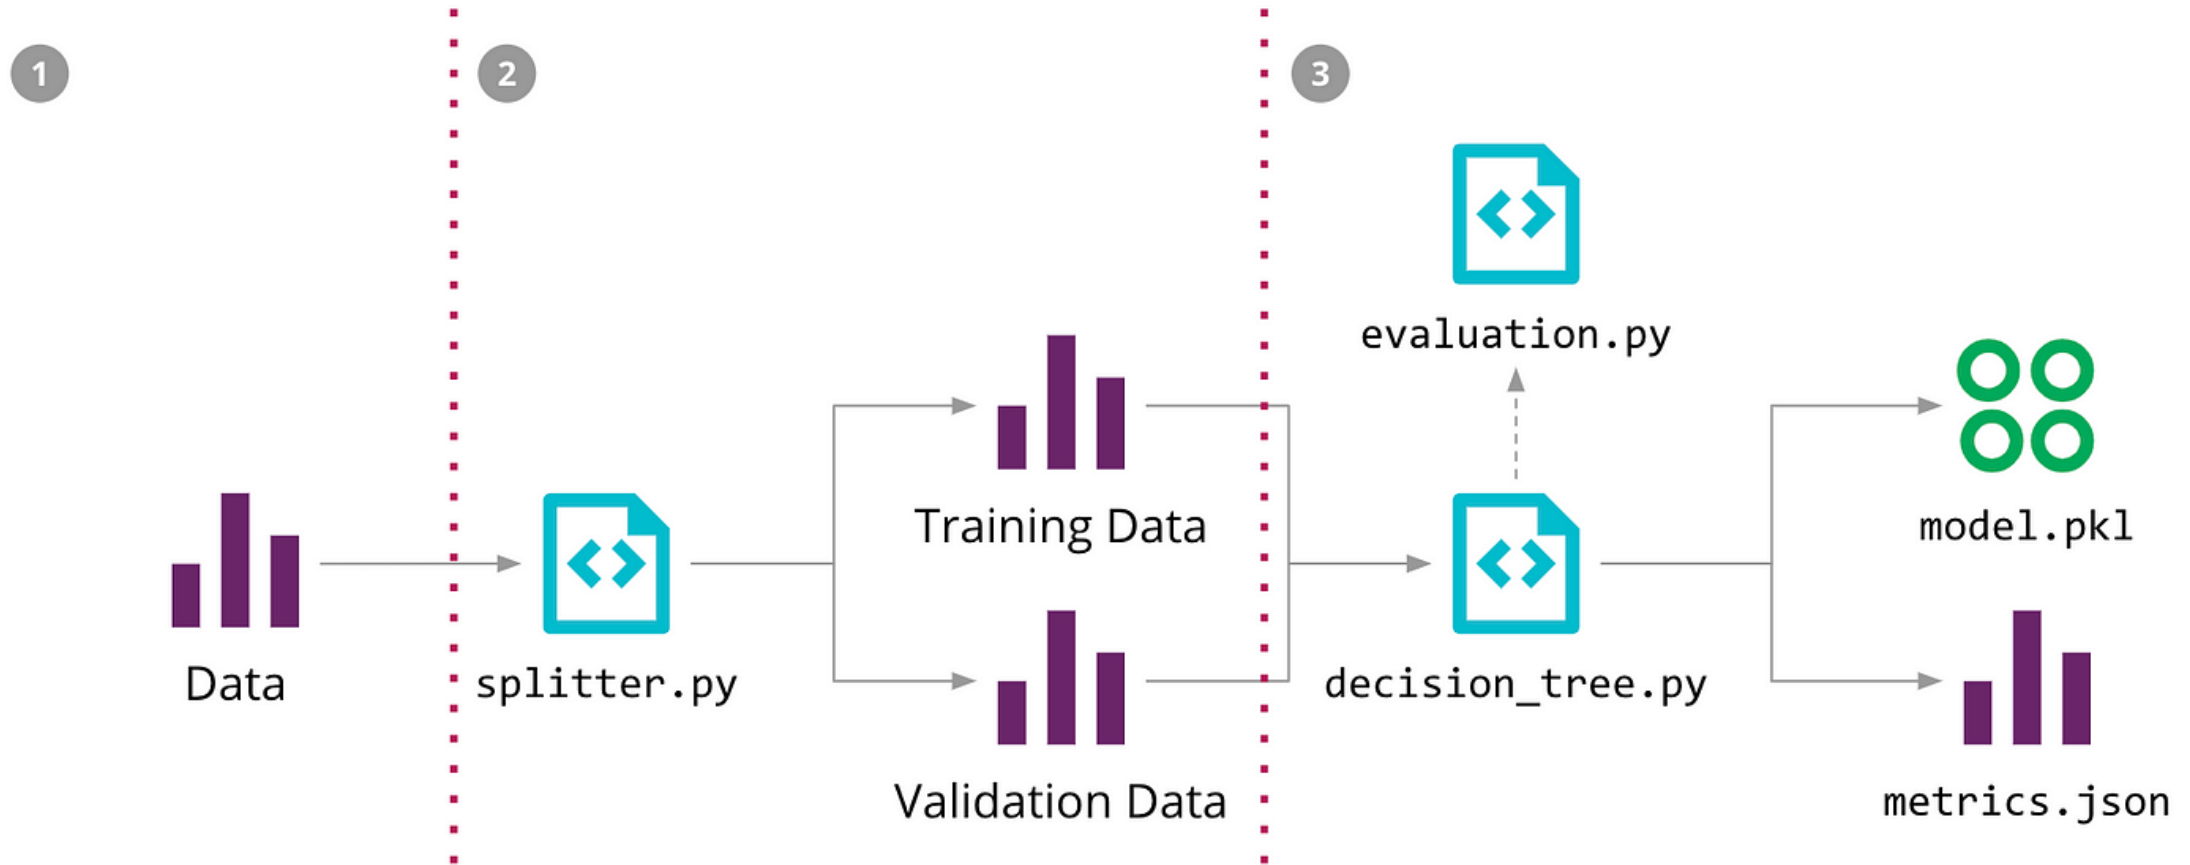 1
2
3
evaluation.py
Training Data
model.pkl
Data
splitter.py
decision_tree.py
Validation Data
metrics.json